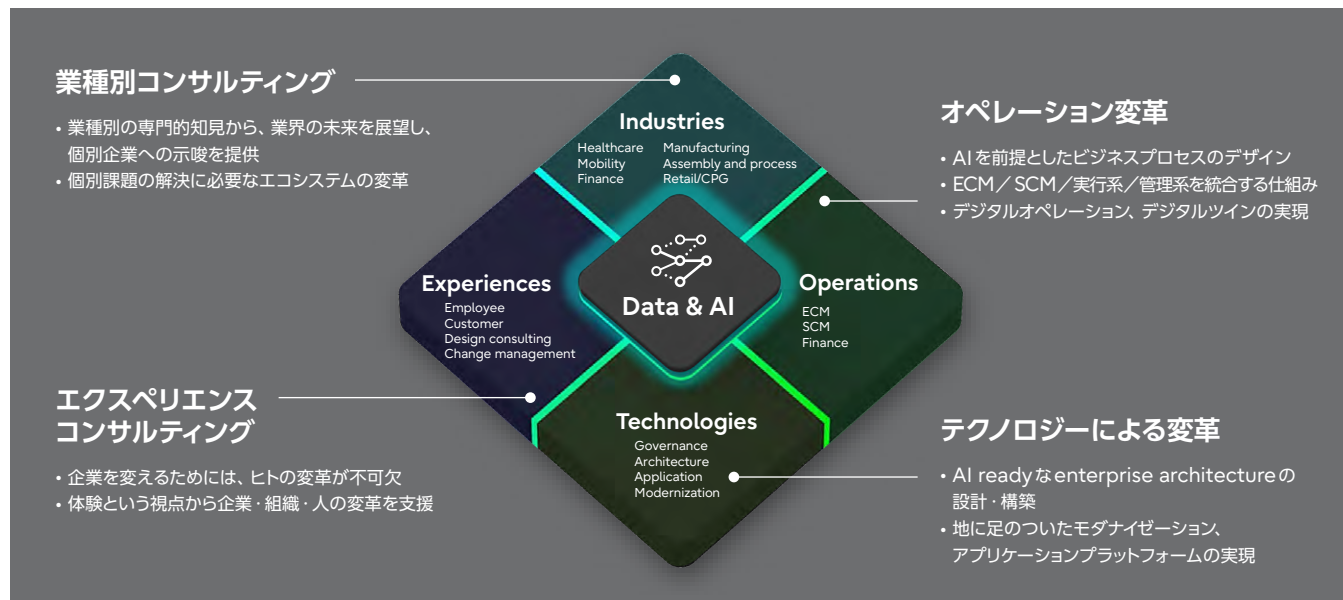 業種別コンサルティング
• 業種別の専門的知見から、業界の未来を展望し、
個別企業への示唆を提供
• 個別課題の解決に必要なエコシステムの変革
Industries
Healthcare
Mobility
Finance
Manufacturing
Assembly and process
Retail/CPG
オペレーション変革
• AIを前提としたビジネスプロセスのデザイン
• ECM／SCM／実行系／管理系を統合する仕組み
• デジタルオペレーション、デジタルツインの実現
Experiences
Employee
Customer
Design consulting
Change management
Data & AI
Operations
ECM
SCM
Finance
エクスペリエンス
コンサルティング
• 企業を変えるためには、ヒトの変革が不可欠
• 体験という視点から企業・組織・人の変革を支援
Technologies
Governance
Architecture
Application
Modernization
テクノロジーによる変革
• AI readyなenterprise architectureの
設計・構築
• 地に足のついたモダナイゼーション、
アプリケーションプラットフォームの実現